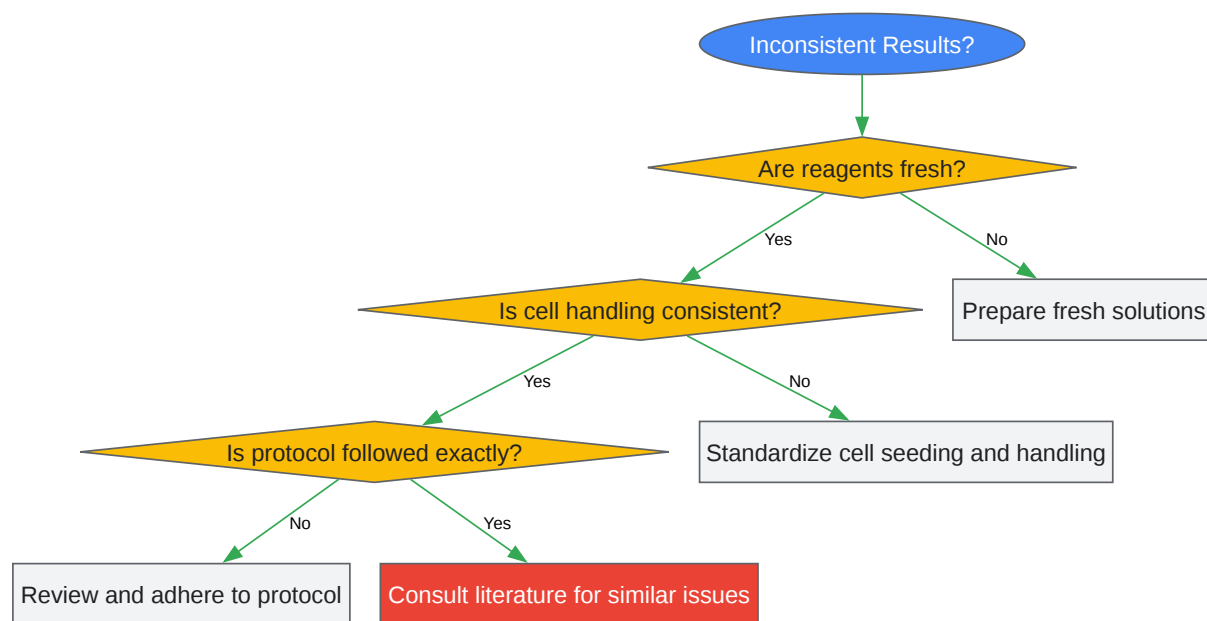 Inconsistent Results?
Are reagents fresh?
Yes
No
Is cell handling consistent?
Prepare fresh solutions
Yes
No
Is protocol followed exactly?
Standardize cell seeding and handling
No
Yes
Review and adhere to protocol
Consult literature for similar issues